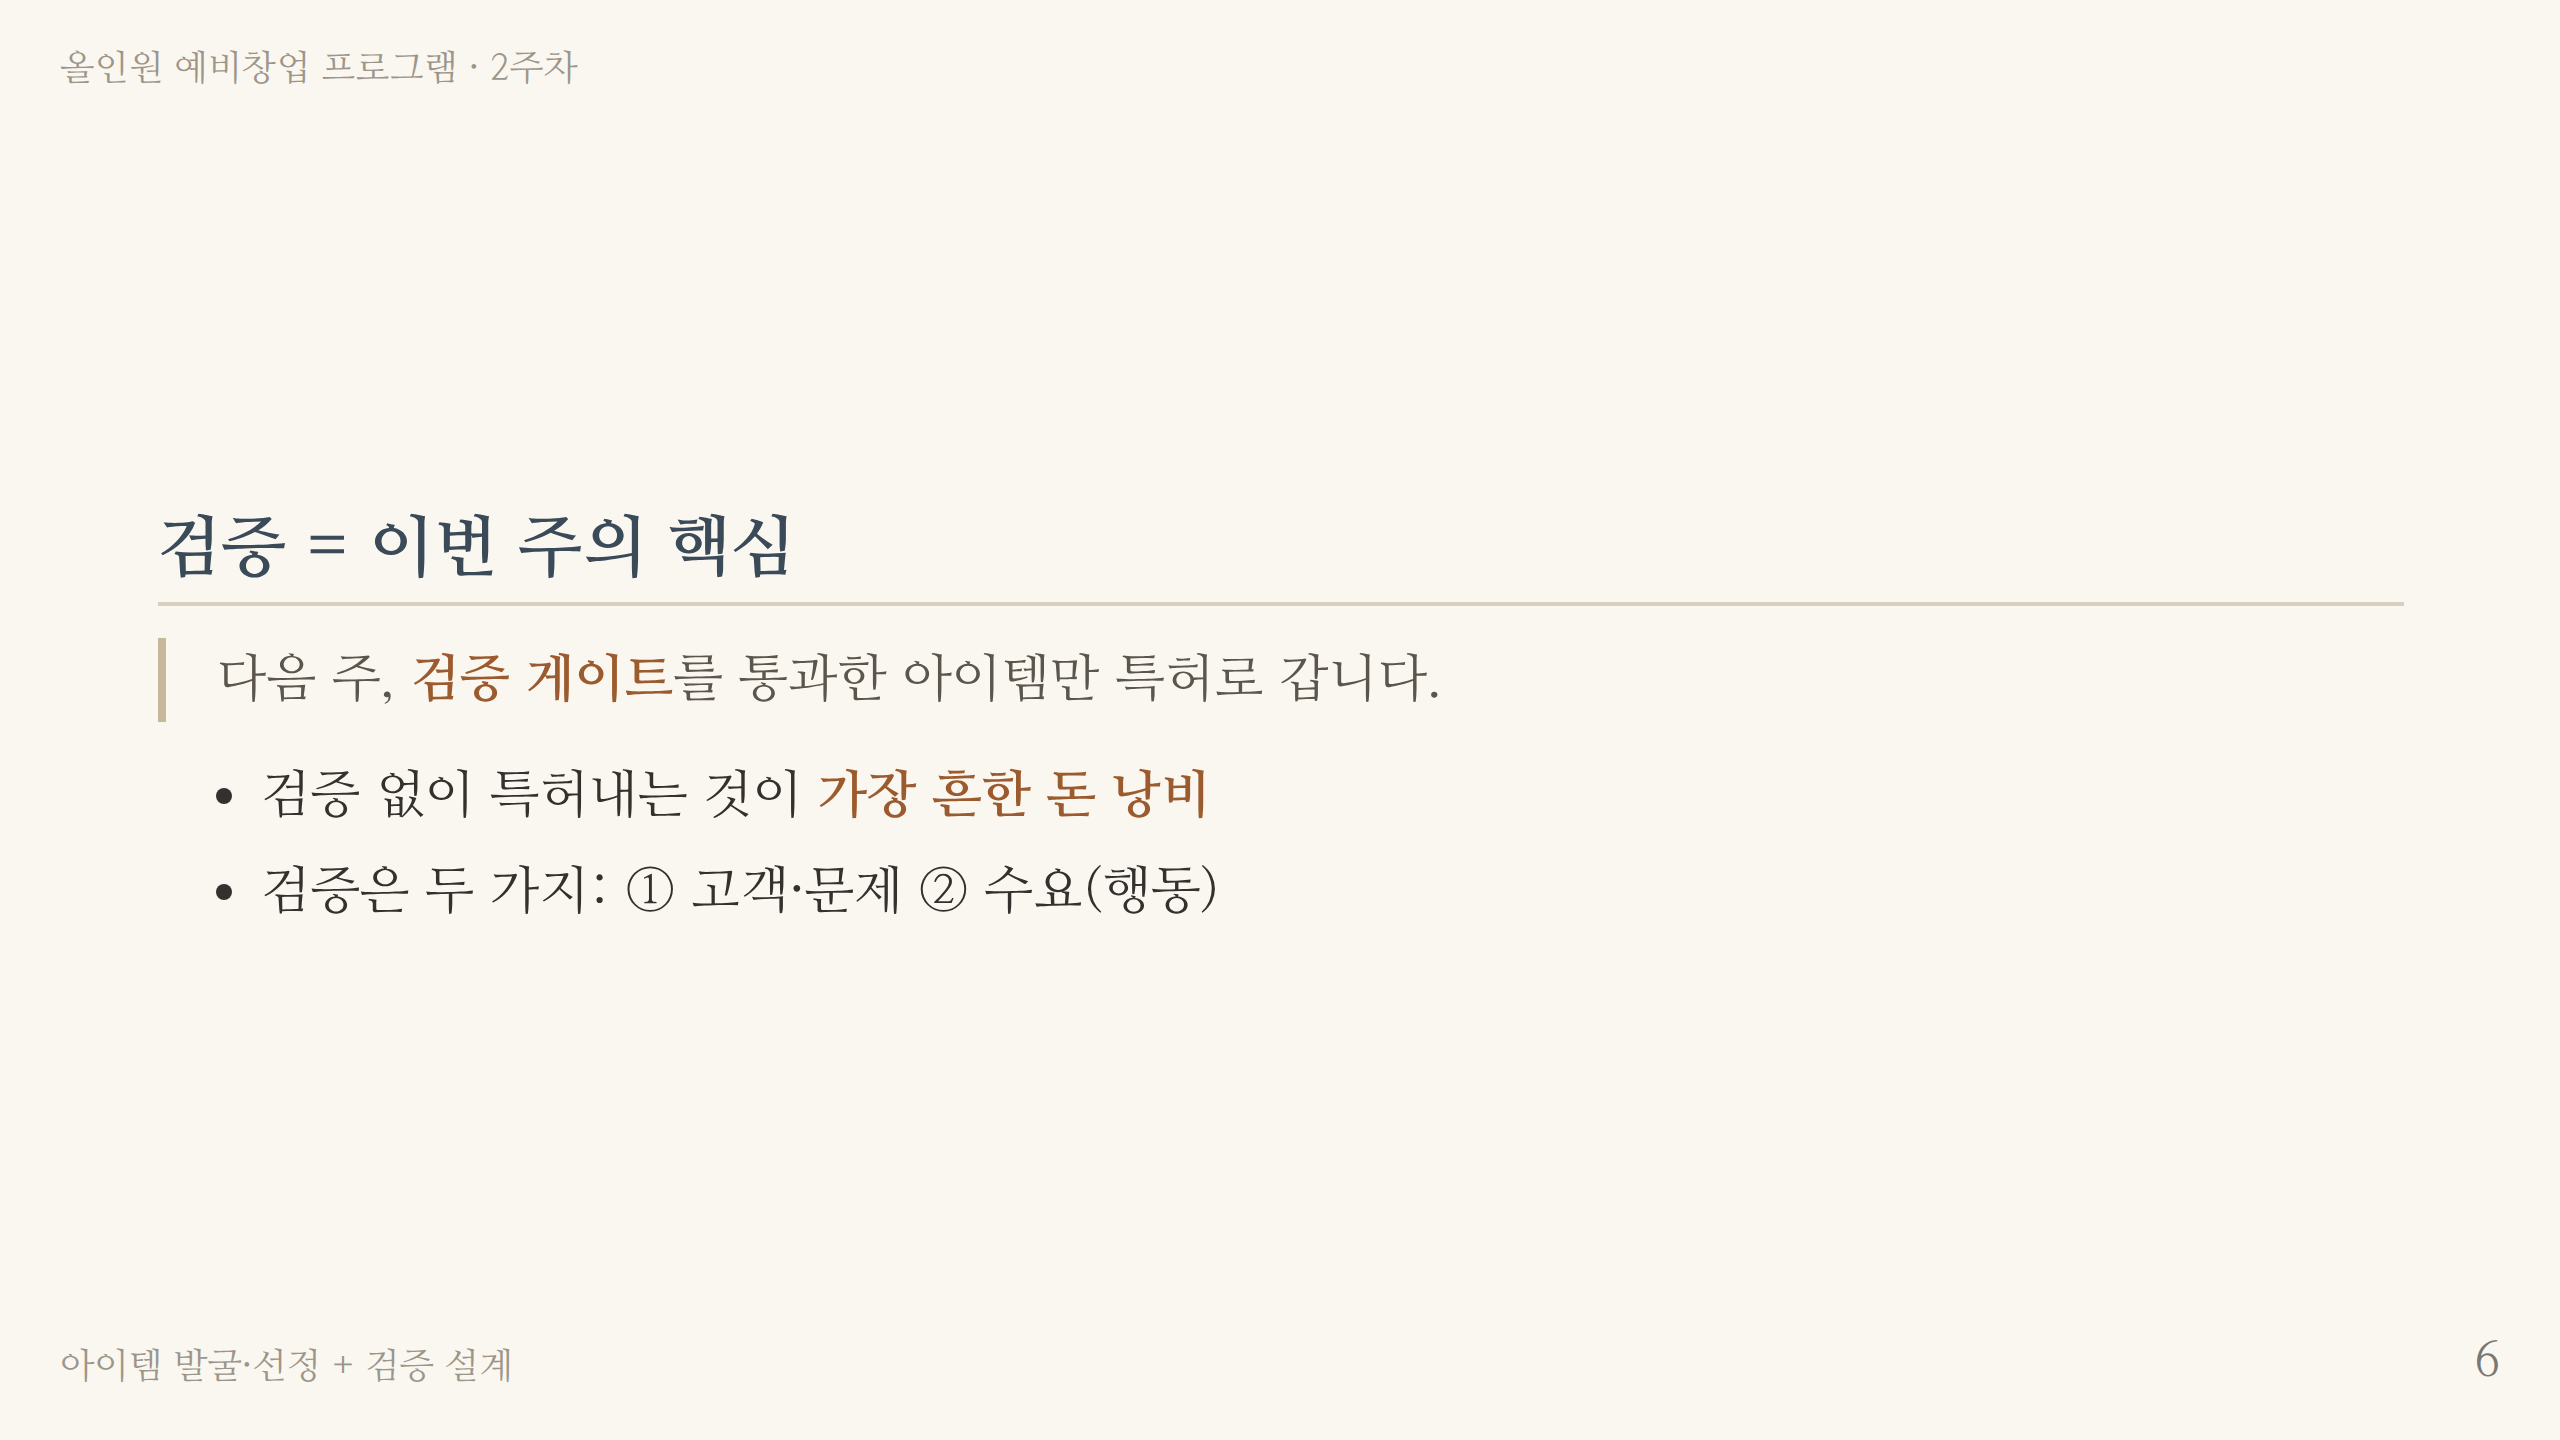 올인원 예비창업 프로그램 · 2주차
검증 = 이번 주의 핵심
다음 주, 검증 게이트를 통과한 아이템만 특허로 갑니다.
• 검증 없이 특허내는 것이 가장 흔한 돈 낭비
• 검증은 두 가지: ① 고객·문제 ② 수요(행동)
아이템 발굴·선정 + 검증 설계
6